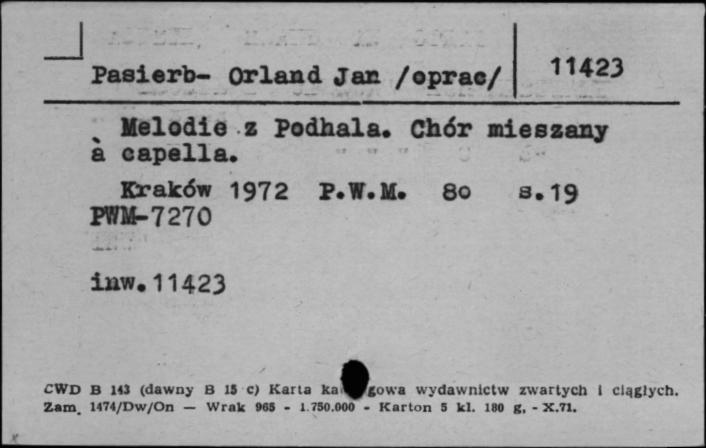 Pasierb- Orland Jan /oprac/ 11423
Melodie z Podhala. Chór mieszany
à capella.
Kraków 1972 P.W.M. 8o s.19
PWM-7270
inw.11423
CWD B 143 (dawny B 15 c) Karta ka gowa wydawnictw zwartych i ciągłych.
Zam. 1474/Dw/On — Wrak 965 - 1.750.000 - Karton 5 kl. 180 g. - X.71.